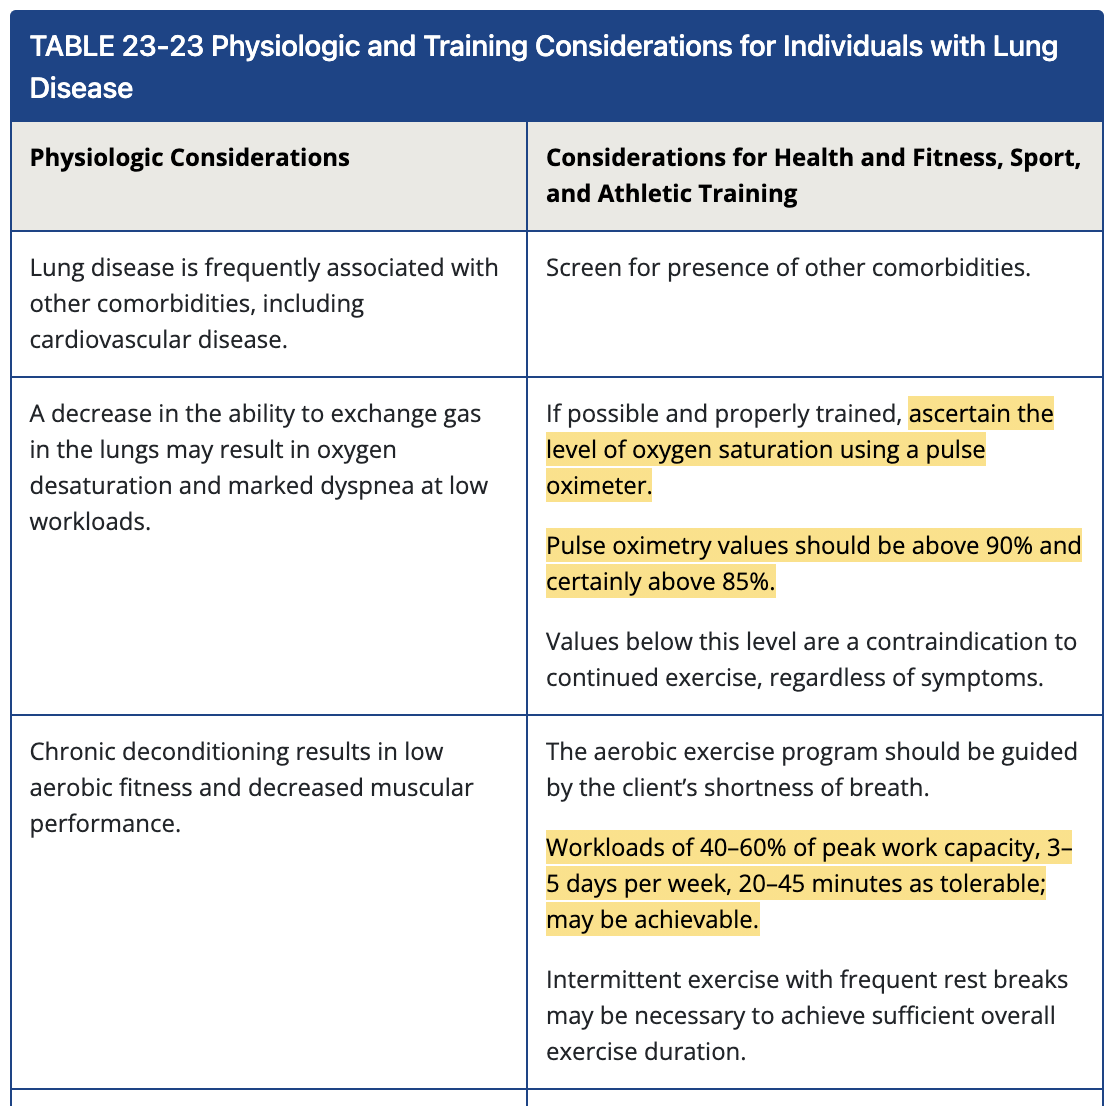 TABLE 23-23 Physiologic and Training Considerations for Individuals with Lung
Disease
Physiologic Considerations
Considerations for Health and Fitness, Sport,
and Athletic Training
Lung disease is frequently associated with
other comorbidities, including
cardiovascular disease.
Screen for presence of other comorbidities.
A decrease in the ability to exchange gas
in the lungs may result in oxygen
desaturation and marked dyspnea at low
workloads.
If possible and properly trained, ascertain the
level of oxygen saturation using a pulse
oximeter.
Pulse oximetry values should be above 90% and
certainly above 85%.
Values below this level are a contraindication to
continued exercise, regardless of symptoms.
Chronic deconditioning results in low
aerobic fitness and decreased muscular
performance.
The aerobic exercise program should be guided
by the client’s shortness of breath.
Workloads of 40–60% of peak work capacity, 3–
5 days per week, 20–45 minutes as tolerable;
may be achievable.
Intermittent exercise with frequent rest breaks
may be necessary to achieve sufficient overall
exercise duration.